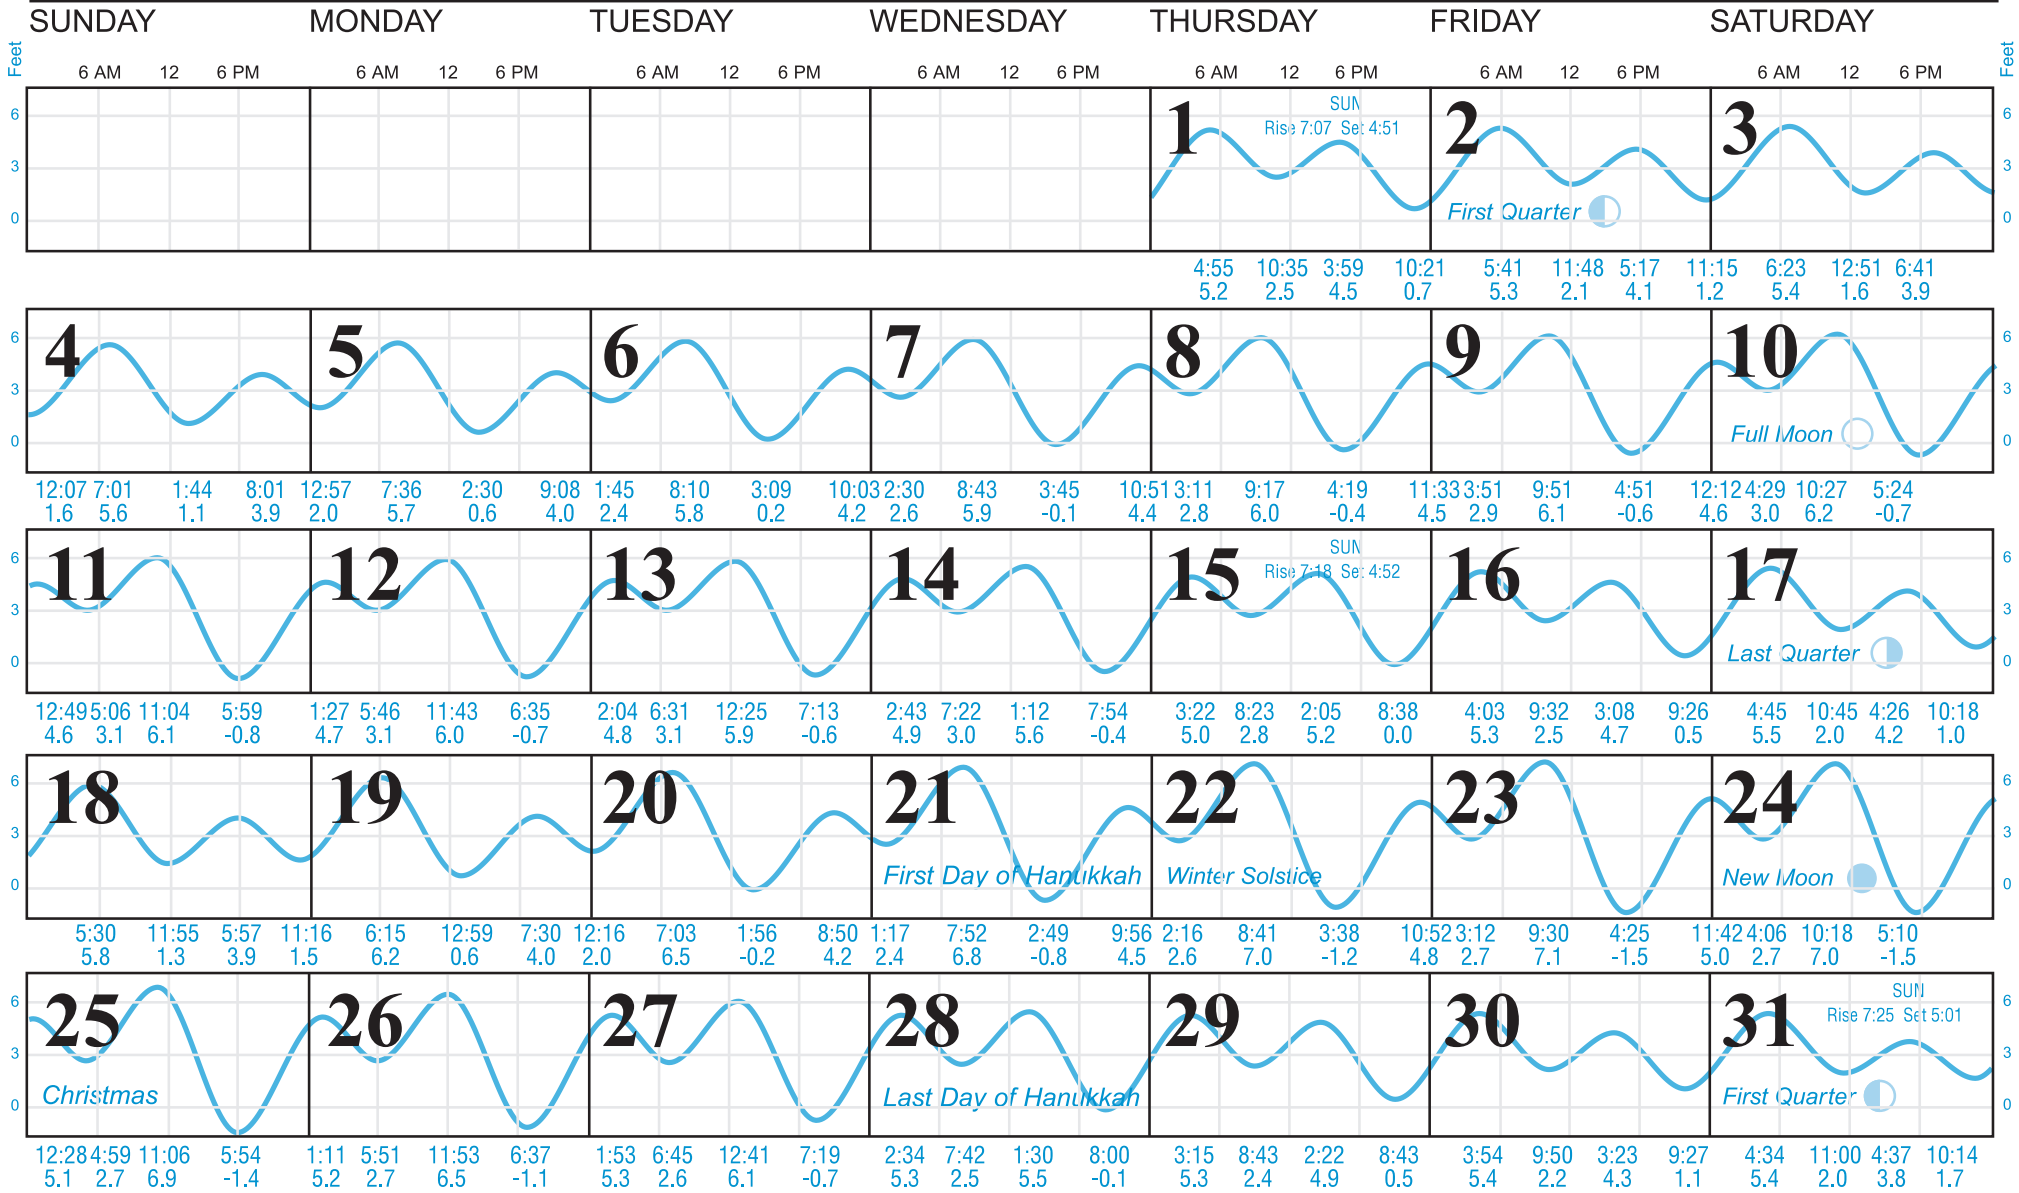 SUNDAY MONDAY TUESDAY WEDNESDAY THURSDAY FRIDAY SATURDAY
Feet 6 AM 12 6 PM 6 AM 12 6 PM 6 AM 12 6 PM 6 AM 12 6 PM 6 AM 12 6 PM 6 AM 12 6 PM 6 AM 12 6 PM Feet
6 3 0
1
SUN
Rise 7:07 Set 4:51
2
First Quarter
3
6 3 0
4:55 10:35 3:59 10:21 5:41 11:48 5:17 11:15 6:23 12:51 6:41
5.2 2.5 4.5 0.7 5.3 2.1 4.1 1.2 5.4 1.6 3.9
6 3 0
4 5 6 7 8 9 10
Full Moon
6 3 0
12:07 7:01 1:44 8:01 12:57 7:36 2:30 9:08 1:45 8:10 3:09 10:03 2:30 8:43 3:45 10:51 3:11 9:17 4:19 11:33 3:51 9:51 4:51 12:12 4:29 10:27 5:24
1.6 5.6 1.1 3.9 2.0 5.7 0.6 4.0 2.4 5.8 0.2 4.2 2.6 5.9 -0.1 4.4 2.8 6.0 -0.4 4.5 2.9 6.1 -0.6 4.6 3.0 6.2 -0.7
6 3 0
11 12 13 14 15
SUN
Rise 7:18 Set 4:52
16 17
Last Quarter
6 3 0
12:49 5:06 11:04 5:59 1:27 5:46 11:43 6:35 2:04 6:31 12:25 7:13 2:43 7:22 1:12 7:54 3:22 8:23 2:05 8:38 4:03 9:32 3:08 9:26 4:45 10:45 4:26 10:18
4.6 3.1 6.1 -0.8 4.7 3.1 6.0 -0.7 4.8 3.1 5.9 -0.6 4.9 3.0 5.6 -0.4 5.0 2.8 5.2 0.0 5.3 2.5 4.7 0.5 5.5 2.0 4.2 1.0
6 3 0
18 19 20 21 22 23 24
First Day of Hanukkah Winter Solstice New Moon
6 3 0
5:30 11:55 5:57 11:16 6:15 12:59 7:30 12:16 7:03 1:56 8:50 1:17 7:52 2:49 9:56 2:16 8:41 3:38 10:52 3:12 9:30 4:25 11:42 4:06 10:18 5:10
5.8 1.3 3.9 1.5 6.2 0.6 4.0 2.0 6.5 -0.2 4.2 2.4 6.8 -0.8 4.5 2.6 7.0 -1.2 4.8 2.7 7.1 -1.5 5.0 2.7 7.0 -1.5
6 3 0
25 26 27 28 29 30 31
SUN
Rise 7:25 Set 5:01
Christmas Last Day of Hanukkah First Quarter
6 3 0
12:28 4:59 11:06 5:54 1:11 5:51 11:53 6:37 1:53 6:45 12:41 7:19 2:34 7:42 1:30 8:00 3:15 8:43 2:22 8:43 3:54 9:50 3:23 9:27 4:34 11:00 4:37 10:14
5.1 2.7 6.9 -1.4 5.2 2.7 6.5 -1.1 5.3 2.6 6.1 -0.7 5.3 2.5 5.5 -0.1 5.3 2.4 4.9 0.5 5.4 2.2 4.3 1.1 5.4 2.0 3.8 1.7